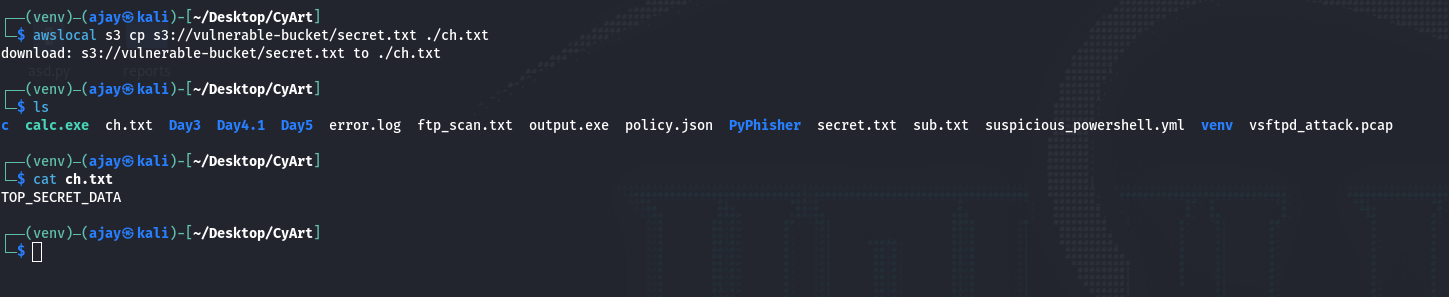 ┌──(venv)─(ajay㉿kali)-[~/Desktop/CyArt]
└─$ awslocal s3 cp s3://vulnerable-bucket/secret.txt ./ch.txt
download: s3://vulnerable-bucket/secret.txt to ./ch.txt
asd.py reports
┌──(venv)─(ajay㉿kali)-[~/Desktop/CyArt]
└─$ ls
c calc.exe ch.txt Day3 Day4.1 Day5 error.log ftp_scan.txt output.exe policy.json PyPhisher secret.txt sub.txt suspicious_powershell.yml venv vsftpd_attack.pcap
┌──(venv)─(ajay㉿kali)-[~/Desktop/CyArt]
└─$ cat ch.txt
TOP_SECRET_DATA
┌──(venv)─(ajay㉿kali)-[~/Desktop/CyArt]
└─$